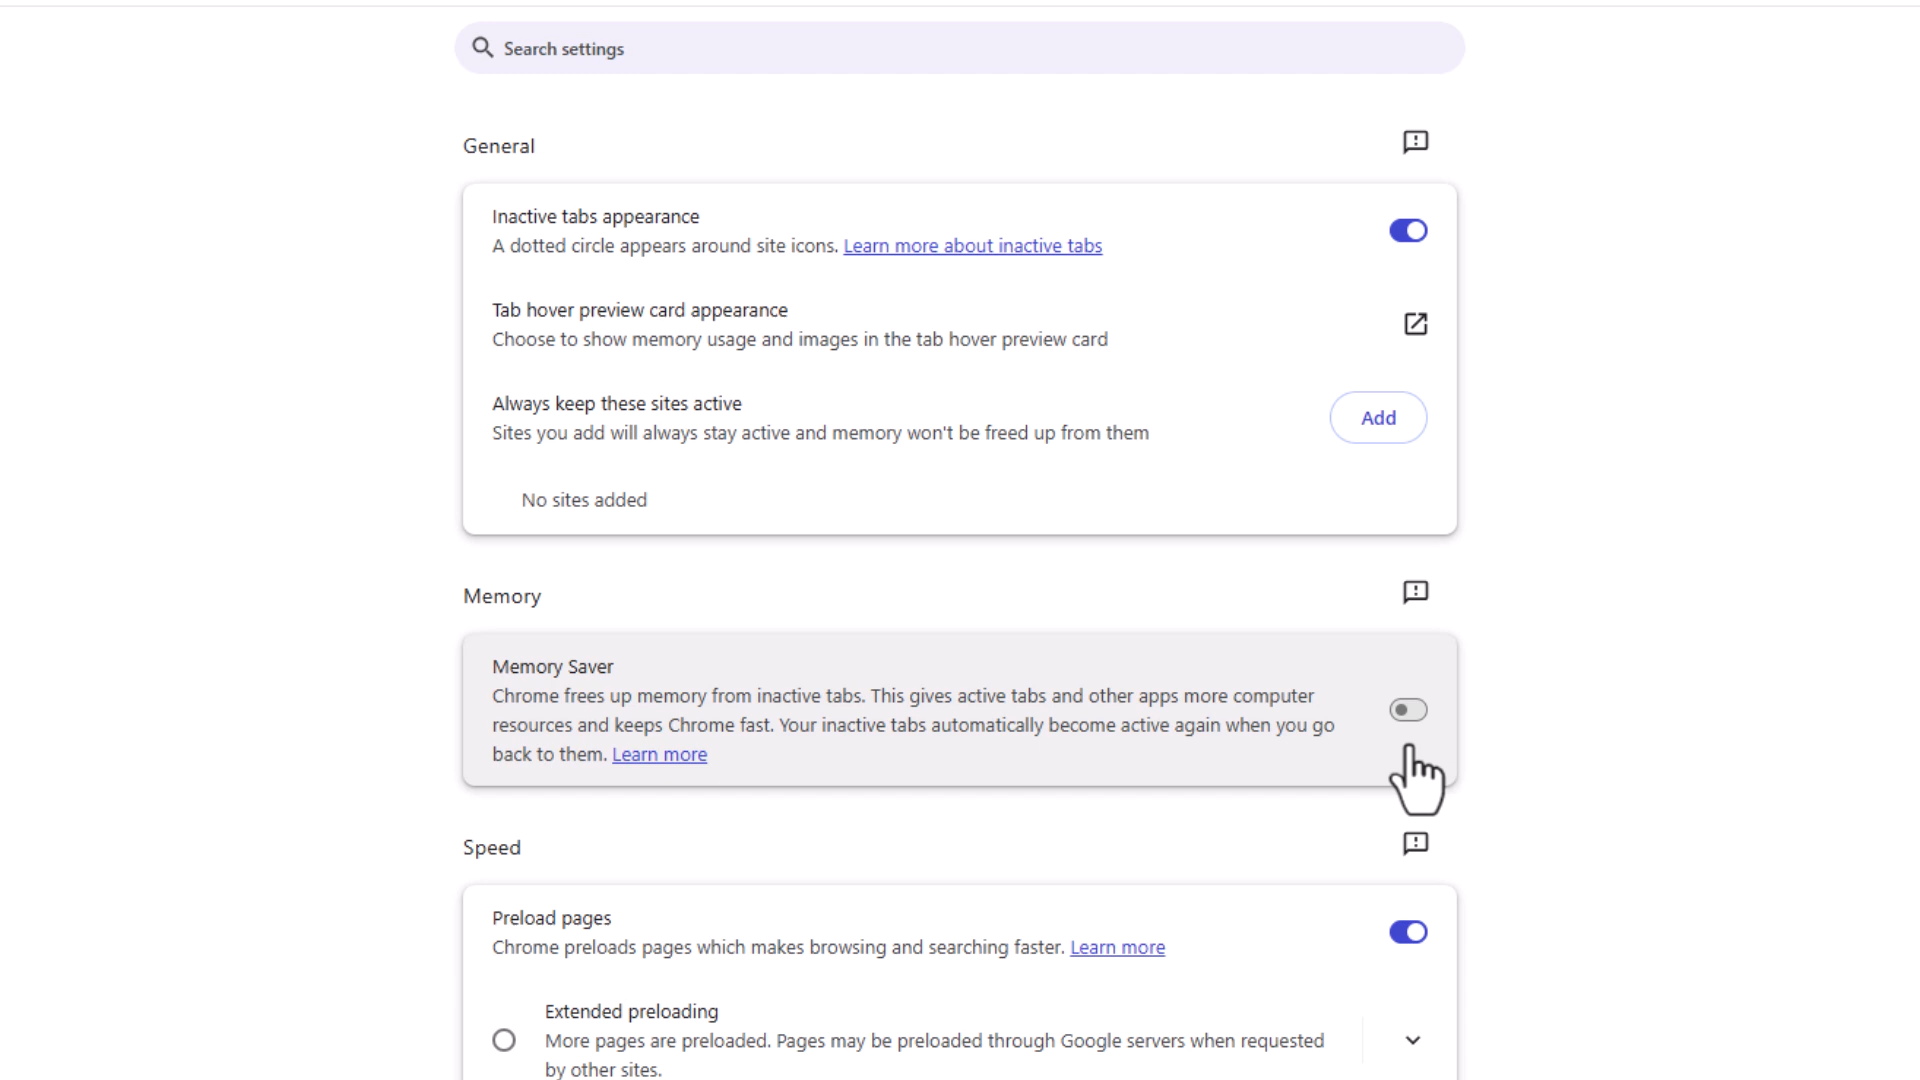 Search settings
General
Inactive tabs appearance
A dotted circle appears around site icons. Learn more about inactive tabs
Tab hover preview card appearance
Choose to show memory usage and images in the tab hover preview card
Always keep these sites active
Sites you add will always stay active and memory won't be freed up from them
Add
No sites added
Memory
Memory Saver
Chrome frees up memory from inactive tabs. This gives active tabs and other apps more computer
resources and keeps Chrome fast. Your inactive tabs automatically become active again when you go
back to them. Learn more
Speed
Preload pages
Chrome preloads pages which makes browsing and searching faster. Learn more
Extended preloading
More pages are preloaded. Pages may be preloaded through Google servers when requested
by other sites.